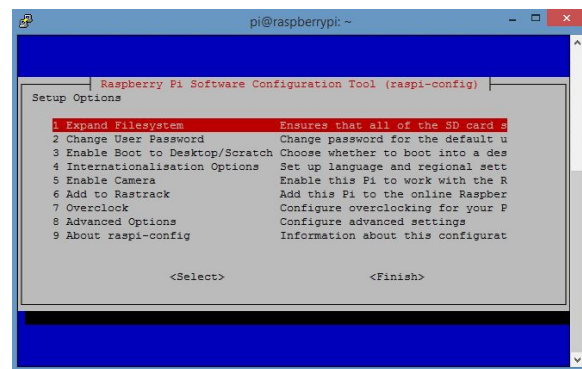 pi@raspberrypi: ~
Raspberry Pi Software Configuration Tool (raspi-config)
Setup Options
1 Expand Filesystem Ensures that all of the SD card s
2 Change User Password Change password for the default u
3 Enable Boot to Desktop/Scratch Choose whether to boot into a des
4 Internationalisation Options Set up language and regional sett
5 Enable Camera Enable this Pi to work with the R
6 Add to Rastrack Add this Pi to the online Raspber
7 Overclock Configure overclocking for your P
8 Advanced Options Configure advanced settings
9 About raspi-config Information about this configurat
<Select> <Finish>